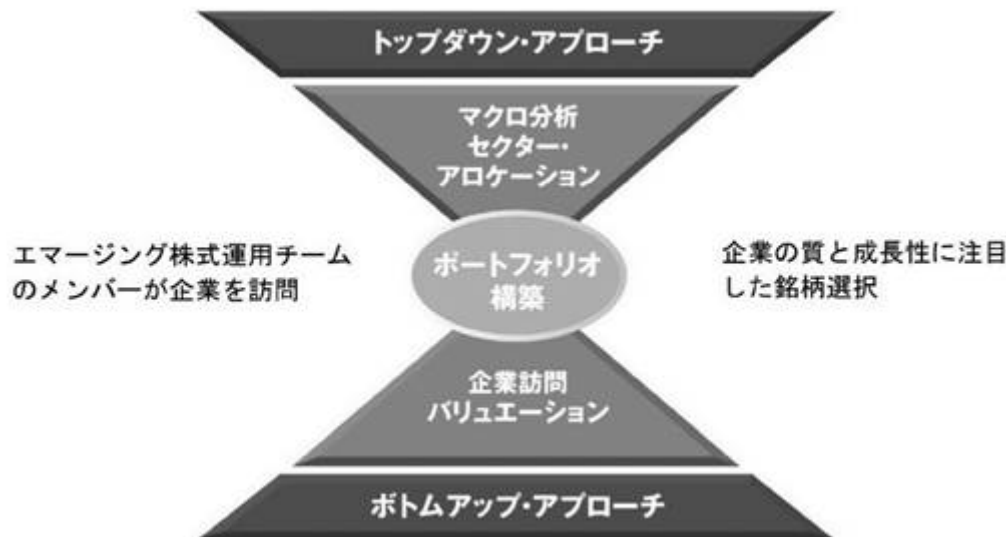 トップダウン・アプローチ
マクロ分析
セクター・
アロケーション
エマージング株式運用チーム
のメンバーが企業を訪問
ポートフォリオ
構築
企業の質と成長性に注目
した銘柄選択
企業訪問
バリュエーション
ボトムアップ・アプローチ